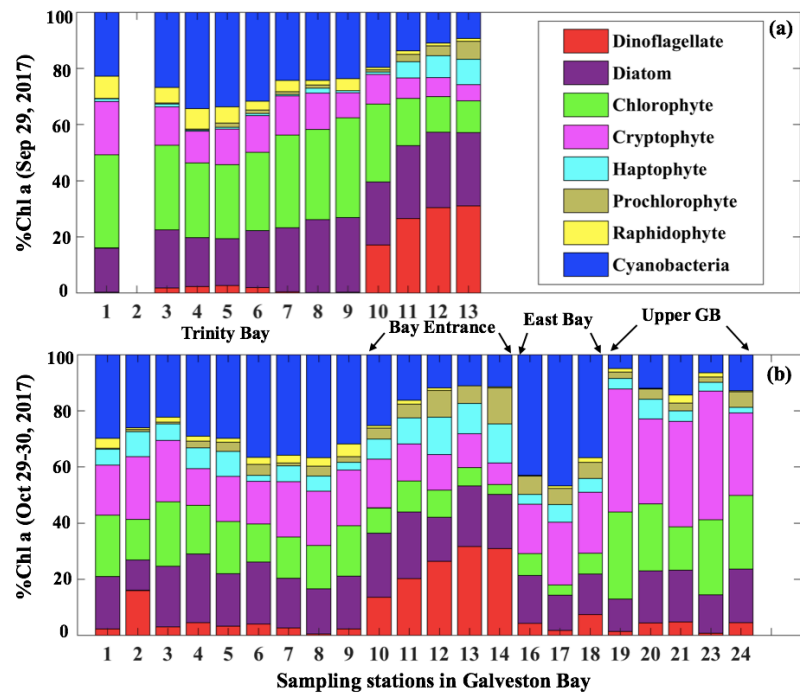 (a)
%Chl a (Sep 29, 2017)
100
80
60
40
20
0
Dinoflagellate
Diatom
Chlorophyte
Cryptophyte
Haptophyte
Prochlorophyte
Raphidophyte
Cyanobacteria
1 2 3 4 5 6 7 8 9 10 11 12 13
Trinity Bay
Bay Entrance
East Bay
Upper GB
(b)
%Chl a (Oct 29-30, 2017)
100
80
60
40
20
0
1 2 3 4 5 6 7 8 9 10 11 12 13 14 16 17 18 19 20 21 23 24
Sampling stations in Galveston Bay